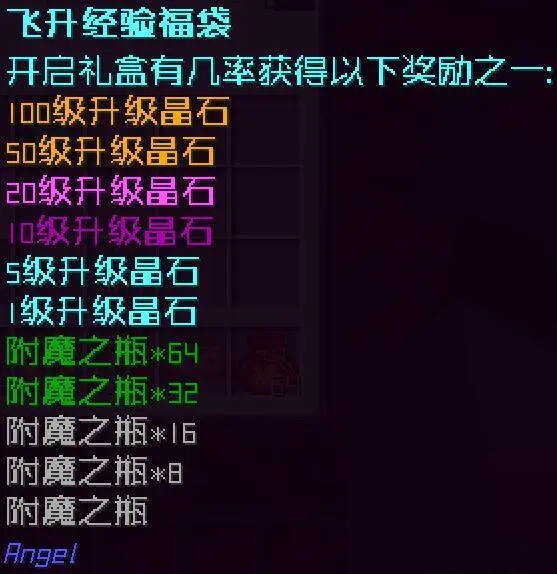 飞升经验福袋
开启礼盒有几率获得以下奖励之一:
100级升级晶石
50级升级晶石
20级升级晶石
10级升级晶石
5级升级晶石
1级升级晶石
附魔之瓶*64
附魔之瓶*32
附魔之瓶*16
附魔之瓶*8
附魔之瓶
Angel